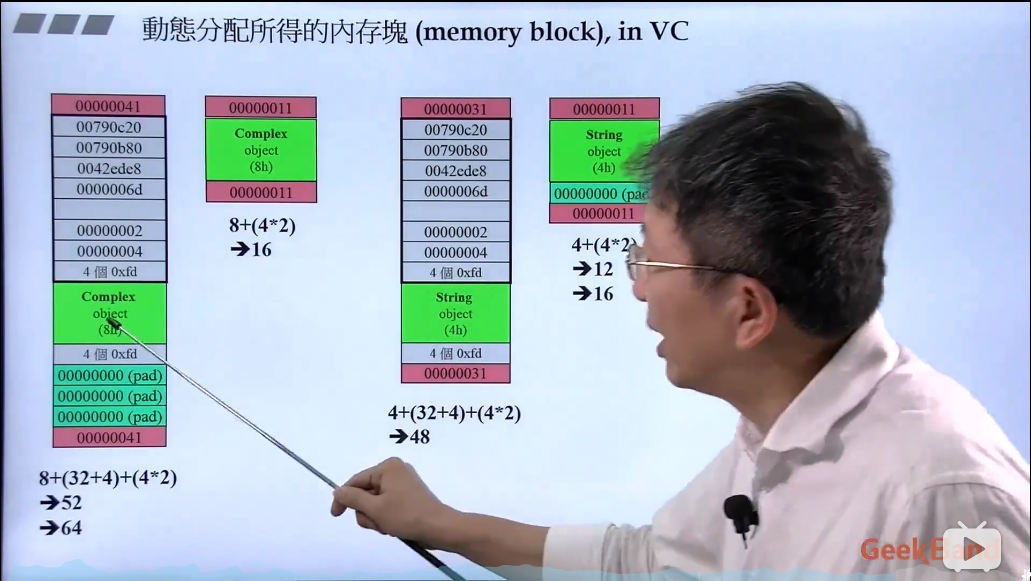 動態分配所得的內存塊 (memory block), in VC
00000041
00790c20
00790b80
0042ede8
0000006d
00000002
00000004
4 個 0xfd
Complex
object
(8h)
4 個 0xfd
00000000 (pad)
00000000 (pad)
00000000 (pad)
00000041
8+(32+4)+(4*2)
➔52
➔64
00000011
Complex
object
(8h)
00000011
8+(4*2)
➔16
00000031
00790c20
00790b80
0042ede8
0000006d
00000002
00000004
4 個 0xfd
String
object
(4h)
4 個 0xfd
00000031
4+(32+4)+(4*2)
➔48
00000011
String
object
(4h)
00000000 (pad
00000011
4+(4*2)
➔12
➔16
GeekBand